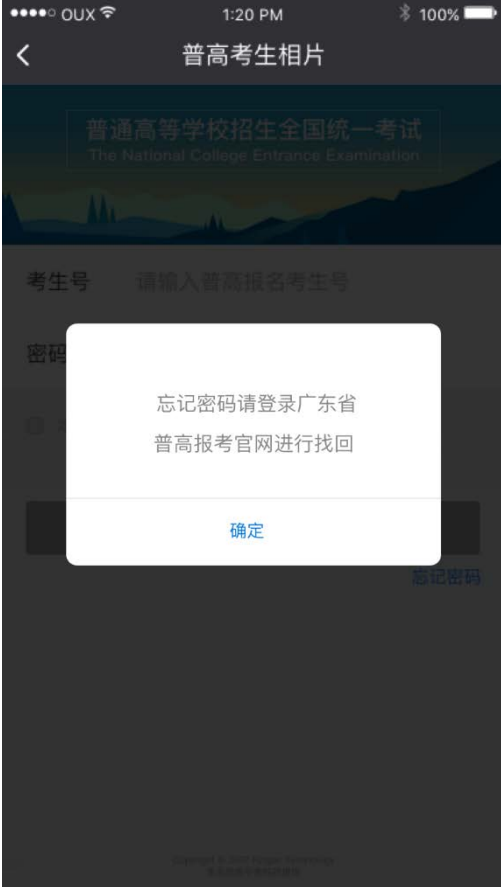 OUX
1:20 PM
100%
普高考生相片
普通高等学校招生全国统一考试
The National College Entrance Examination
考生号
请输入普高报名考生号
密码
忘记密码请登录广东省
普高报考官网进行找回
确定
忘记密码